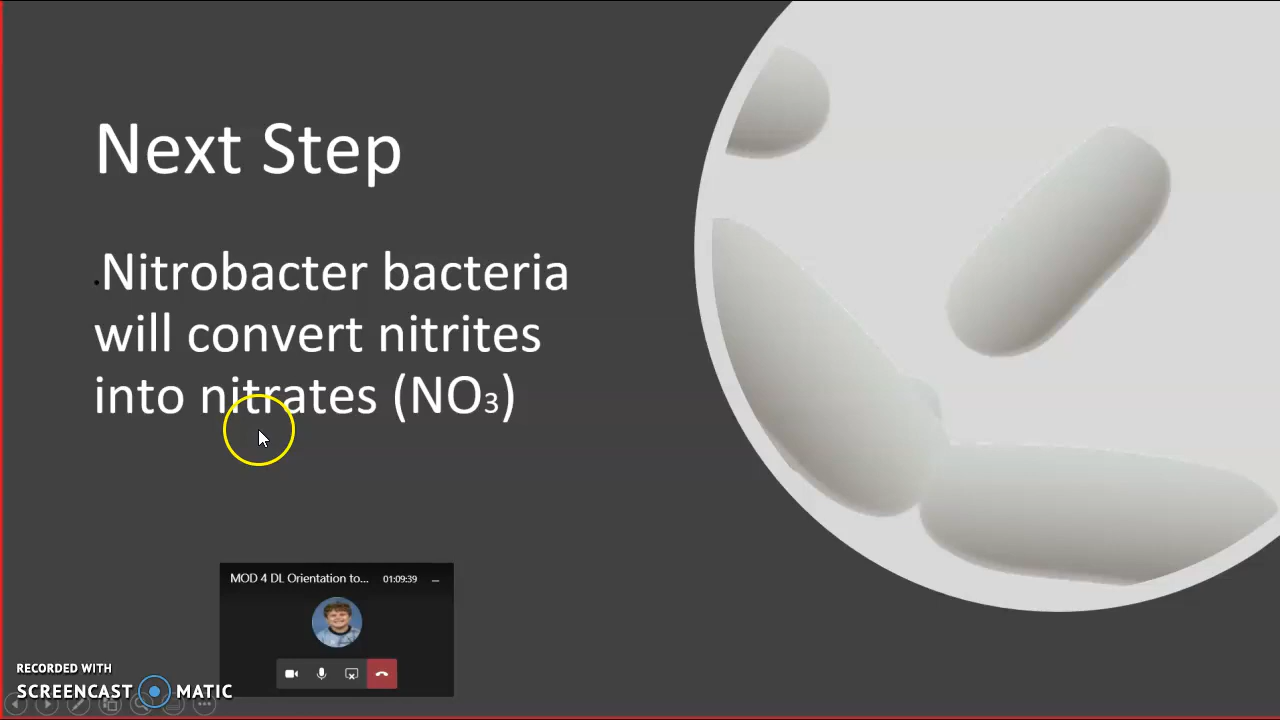 Next Step
.Nitrobacter bacteria
will convert nitrites
into nitrates (NO₃)
MOD 4 DL Orientation to... 01:09:39
RECORDED WITH
SCREENCAST MATIC